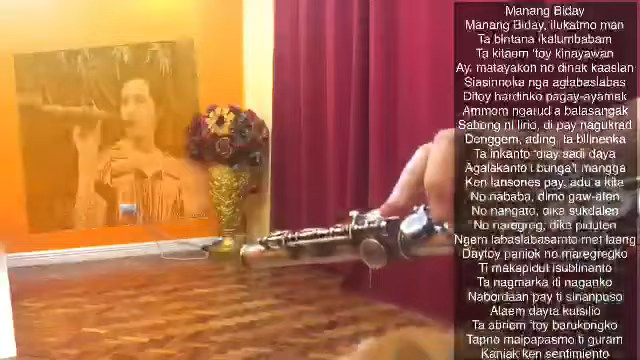 Manang Biday
Manang Biday, ilukatmo man
Ta bintana ikalumbabam
Ta kitaem 'toy kinayawan
Ay, matayakon no dinak kaasian
Siasinnoka nga aglabaslabas
Ditoy hardinko pagay-ayamak
Ammom ngarud a balasangak
Sabong ni lirio, di pay nagukrad
Denggem, ading, ta bilinenka
Ta inkanto 'diay sadi daya
Agalakanto't bunga't mangga
Ken lansones pay, adu a kita
No nababa, dimo gaw-aten
No nangato, dika sukdalen
No naregreg, dika piduten
Ngem labaslabasamto met laeng
Daytoy paniok no maregregko
Ti makapidut isublinanto
Ta nagmarka iti naganko
Nabordaan pay ti sinanpuso
Alaem dayta kutsilio
Ta abriem 'toy barukongko
Tapno maipapasmo ti guram
Kaniak ken sentimiento